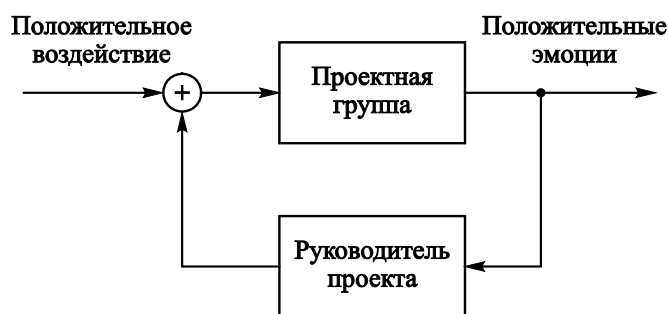 Положительное
воздействие
Положительные
эмоции
+
Проектная
группа
Руководитель
проекта